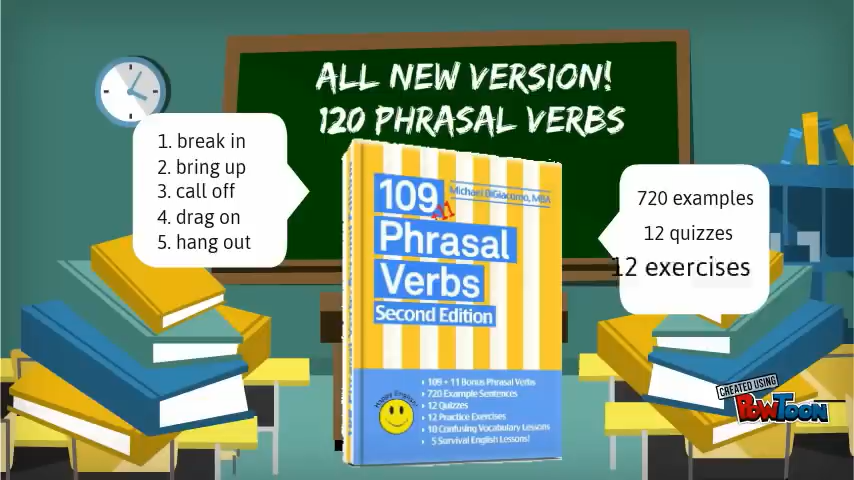 ALL NEW VERSION!
120 PHRASAL VERBS
1. break in
2. bring up
3. call off
4. drag on
5. hang out
109
+11
Michael DiGiacomo, MBA
Phrasal
Verbs
Second Edition
Happy English!
• 109 + 11 Bonus Phrasal Verbs
• 720 Example Sentences
• 12 Quizzes
• 12 Practice Exercises
• 10 Confusing Vocabulary Lessons
• 5 Survival English Lessons!
720 examples
12 quizzes
12 exercises
CREATED USING
POWTOON